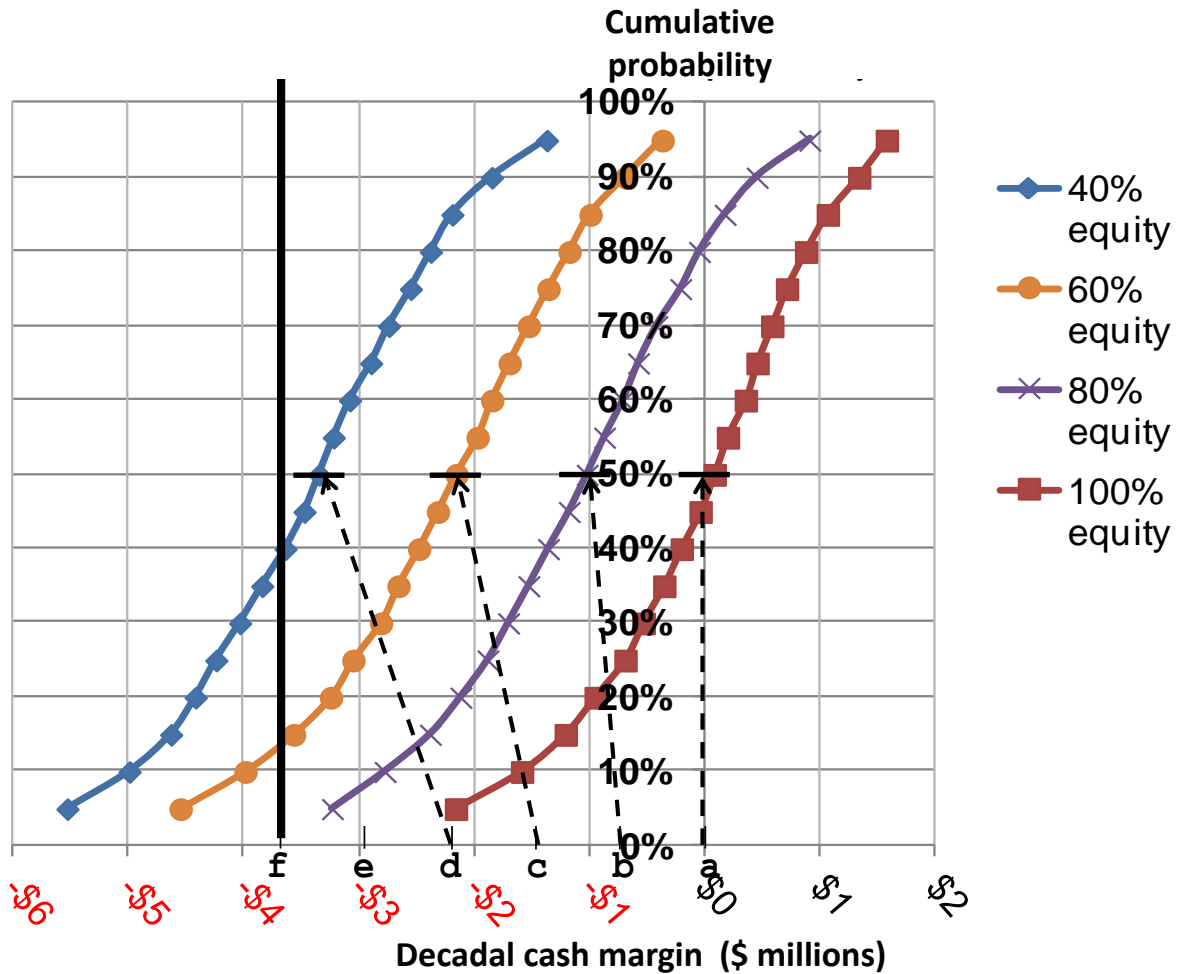 Cumulative
probability
100%
90%
80%
70%
60%
50%
40%
30%
20%
10%
0%
40%
equity
60%
equity
80%
equity
100%
equity
f e d c b a
-$6 -$5 -$4 -$3 -$2 -$1 $0 $1 $2
Decadal cash margin ($ millions)